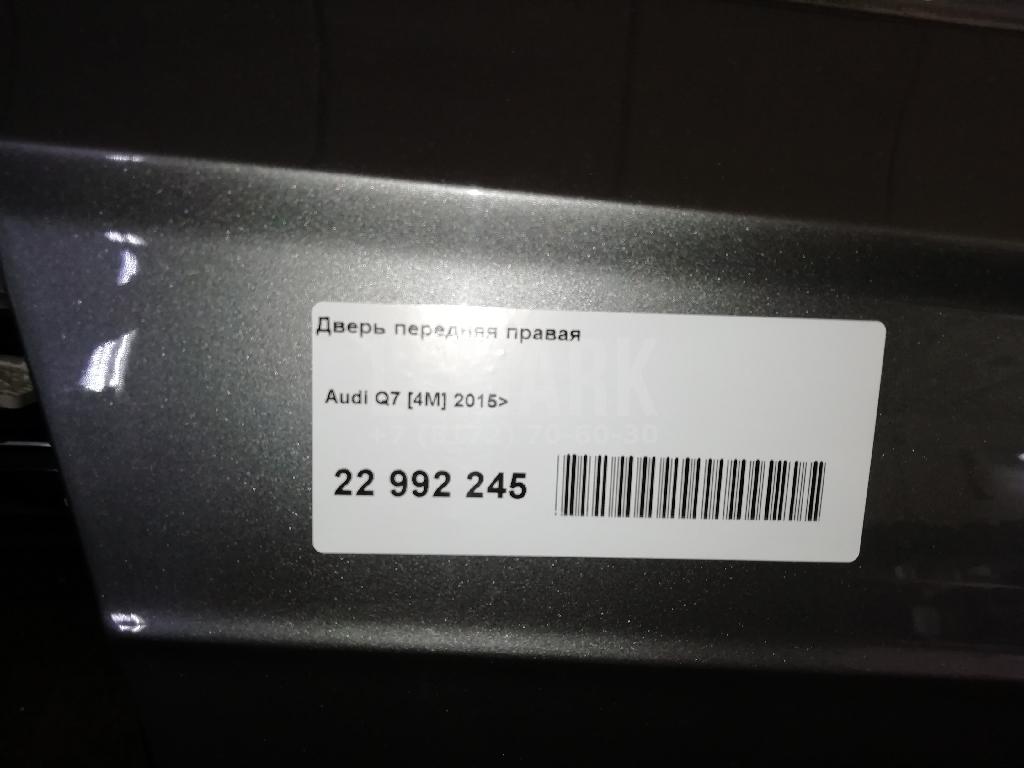 Дверь передняя правая
Audi Q7 [4M] 2015>
22 992 245